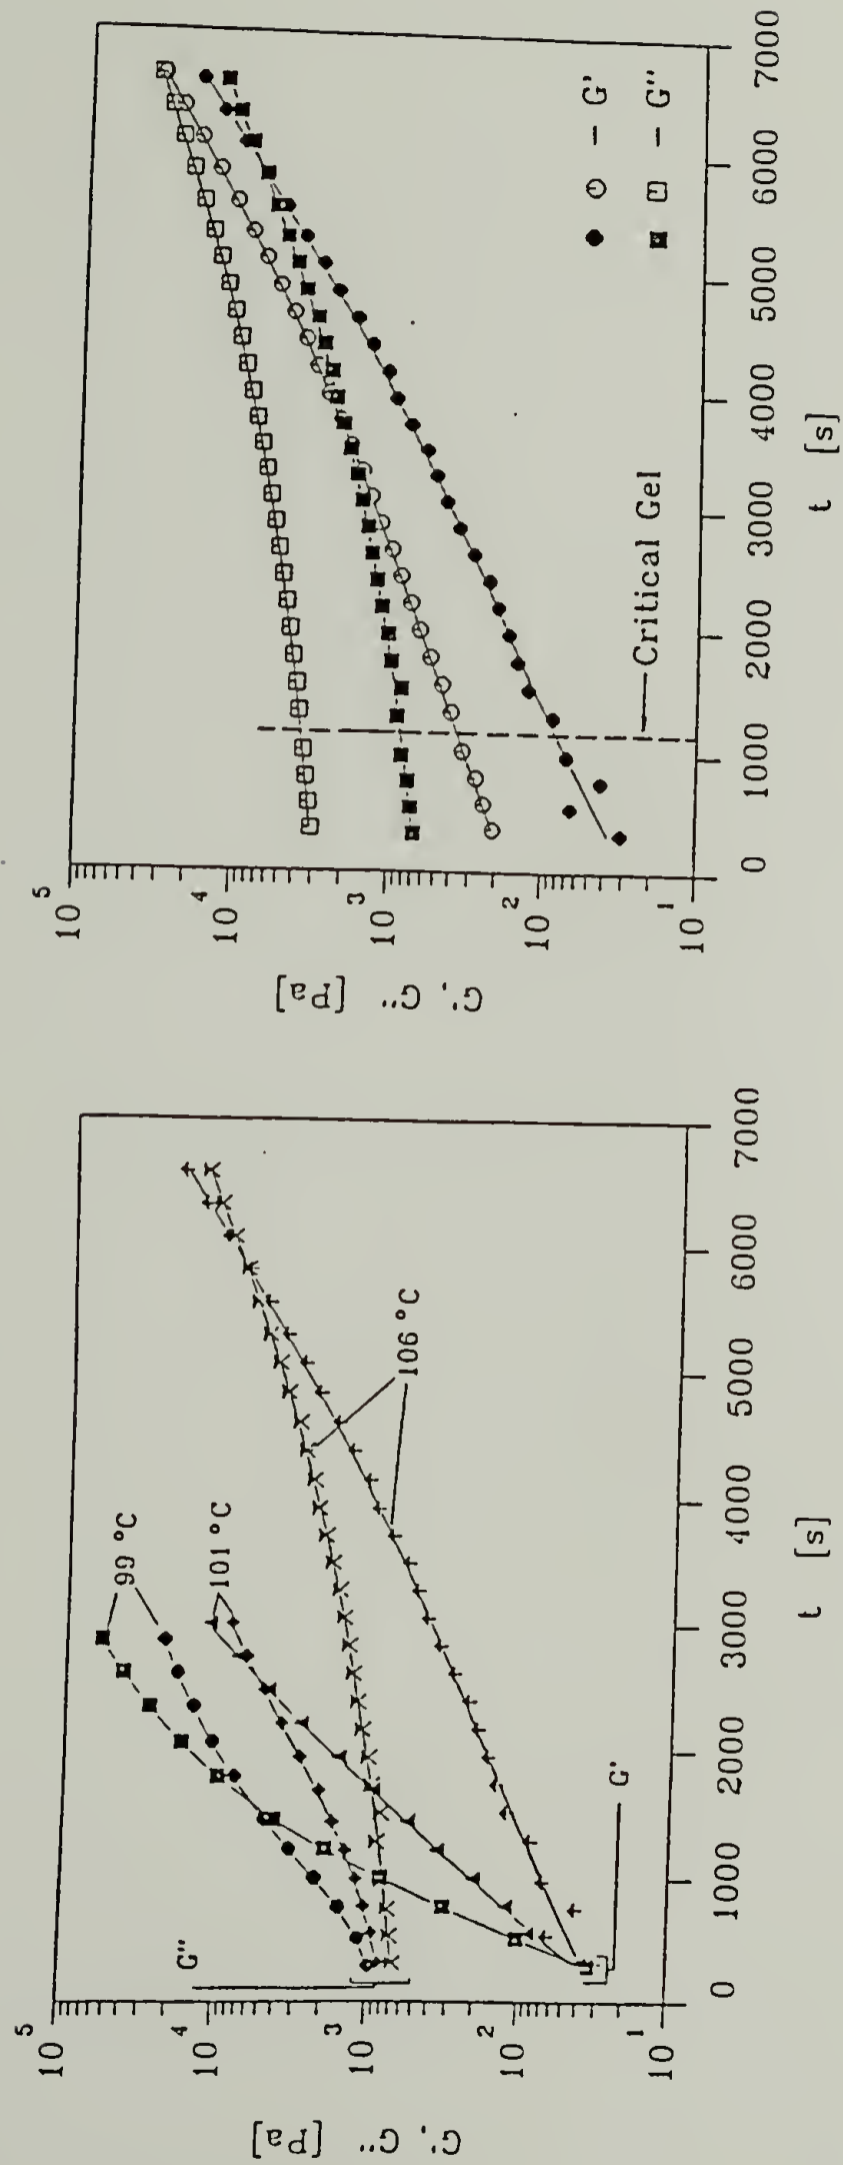 G', G'' [Pa]
10^5
10^4
10^3
10^2
10^1
0 1000 2000 3000 4000 5000 6000 7000
t [s]
G''
99 °C
101 °C
106 °C
G'
G', G'' [Pa]
10^5
10^4
10^3
10^2
10^1
0 1000 2000 3000 4000 5000 6000 7000
t [s]
Critical Gel
– G'
– G''